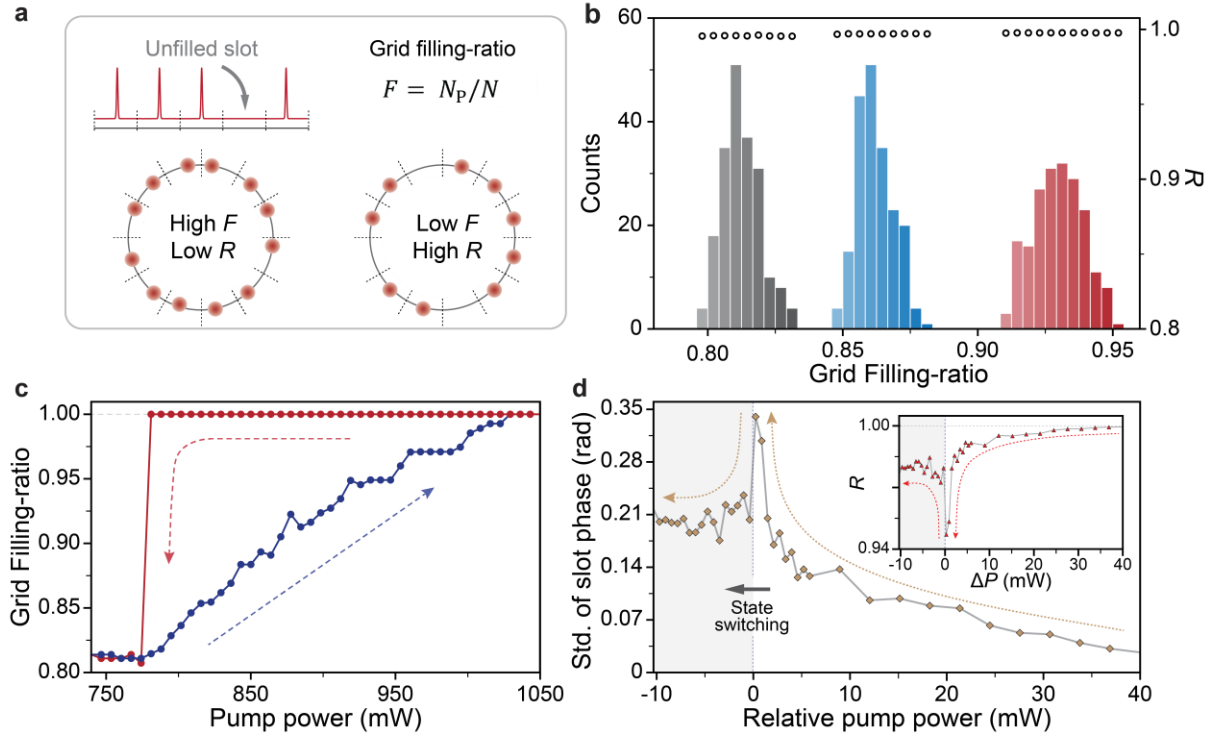 a
Unfilled slot
Grid filling-ratio
F = N_P/N
High F
Low R
Low F
High R
b
60
40
20
0
Counts
1.0
0.9
0.8
R
0.80
0.85
0.90
0.95
Grid Filling-ratio
c
1.00
0.95
0.90
0.85
0.80
Grid Filling-ratio
750
850
950
1050
Pump power (mW)
d
0.35
0.28
0.21
0.14
0.07
0
Std. of slot phase (rad)
State
switching
-10
0
10
20
30
40
Relative pump power (mW)
1.00
0.94
R
-10
0
10
20
30
40
ΔP (mW)